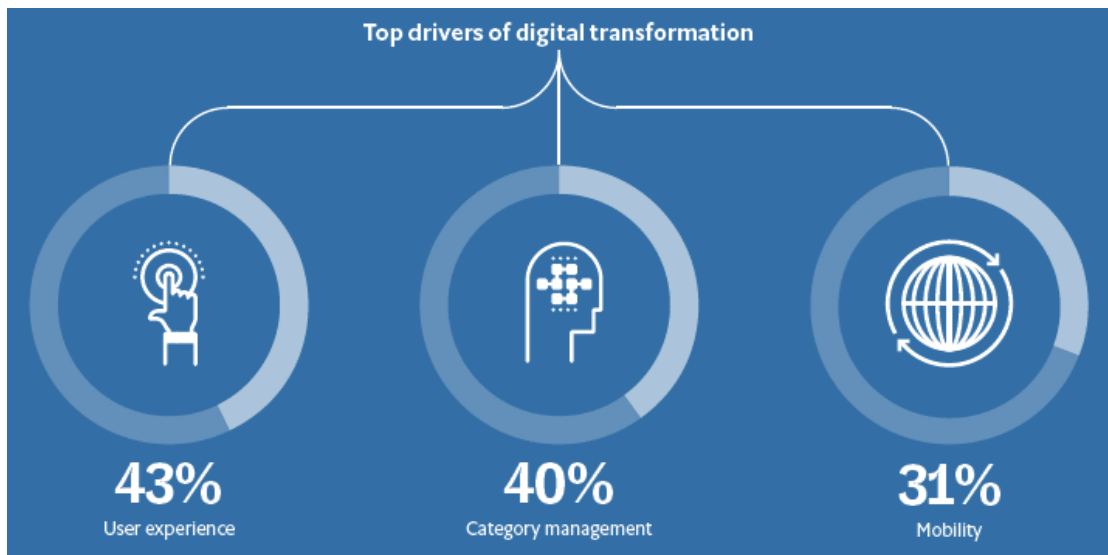 Top drivers of digital transformation
43%
User experience
40%
Category management
31%
Mobility